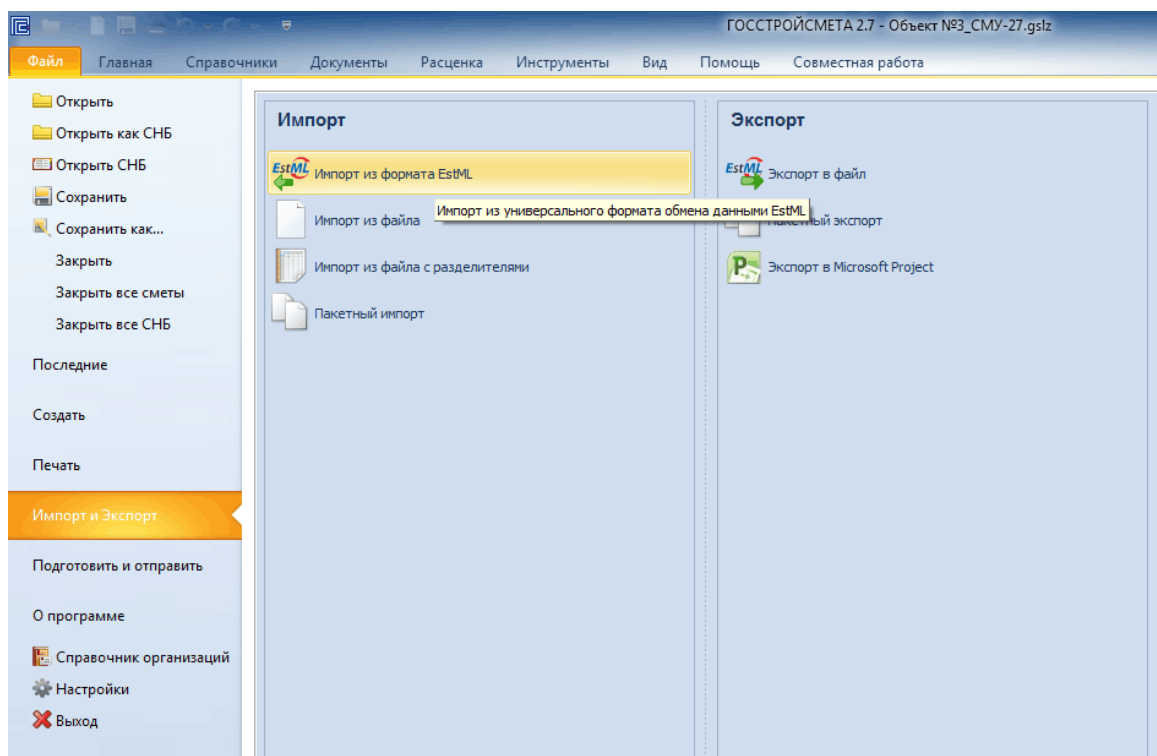 ГОССТРОЙСМЕТА 2.7 - Объект №3_СМУ-27.gslz
Файл Главная Справочники Документы Расценка Инструменты Вид Помощь Совместная работа
Открыть
Открыть как СНБ
Открыть СНБ
Сохранить
Сохранить как...
Закрыть
Закрыть все сметы
Закрыть все СНБ
Последние
Создать
Печать
Импорт и Экспорт
Подготовить и отправить
О программе
Справочник организаций
Настройки
Выход
Импорт
EstML Импорт из формата EstML
Импорт из универсального формата обмена данными EstML
Импорт из файла
Импорт из файла с разделителями
Пакетный импорт
Экспорт
EstML Экспорт в файл
Пакетный экспорт
Экспорт в Microsoft Project